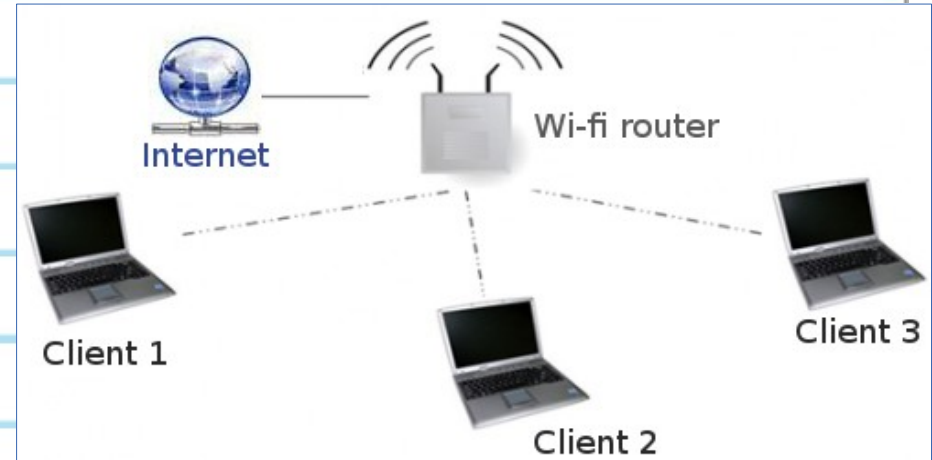 Wi-fi router
Internet
Client 1
Client 3
Client 2